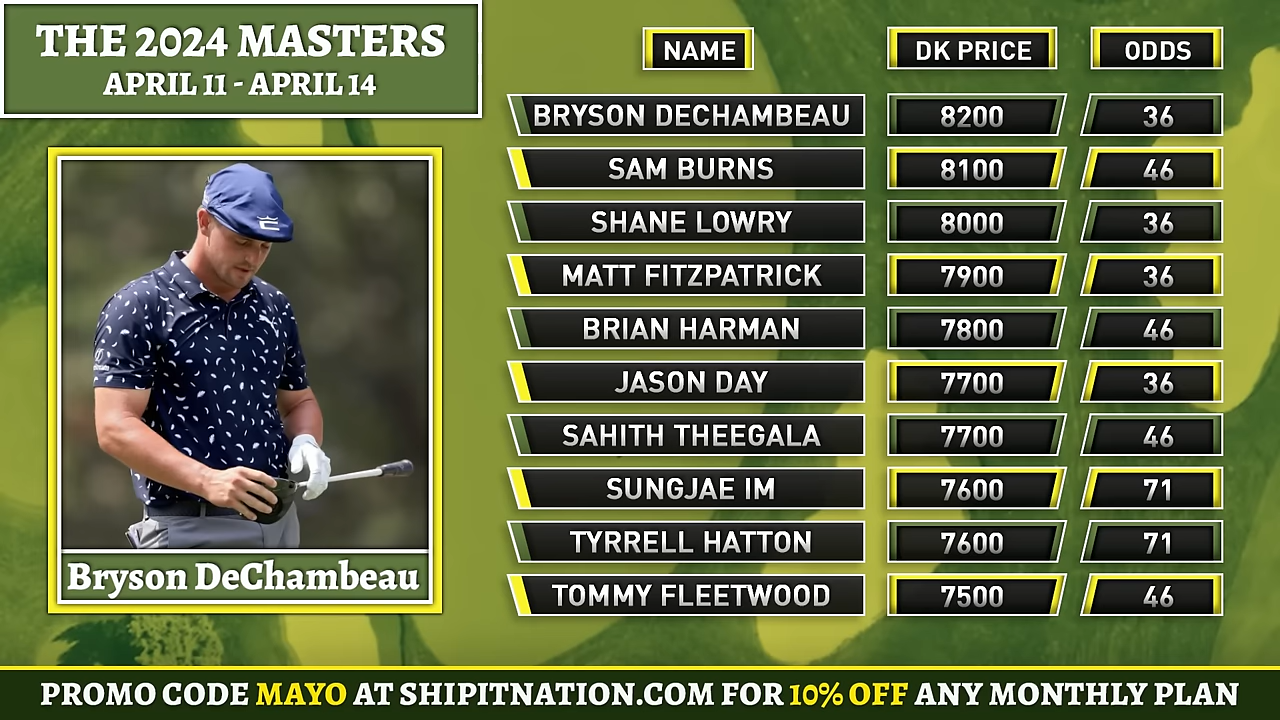 THE 2024 MASTERS
APRIL 11 - APRIL 14
Bryson DeChambeau
NAME DK PRICE ODDS
BRYSON DECHAMBEAU 8200 36
SAM BURNS 8100 46
SHANE LOWRY 8000 36
MATT FITZPATRICK 7900 36
BRIAN HARMAN 7800 46
JASON DAY 7700 36
SAHITH THEEGALA 7700 46
SUNGJAE IM 7600 71
TYRRELL HATTON 7600 71
TOMMY FLEETWOOD 7500 46
PROMO CODE MAYO AT SHIPITNATION.COM FOR 10% OFF ANY MONTHLY PLAN